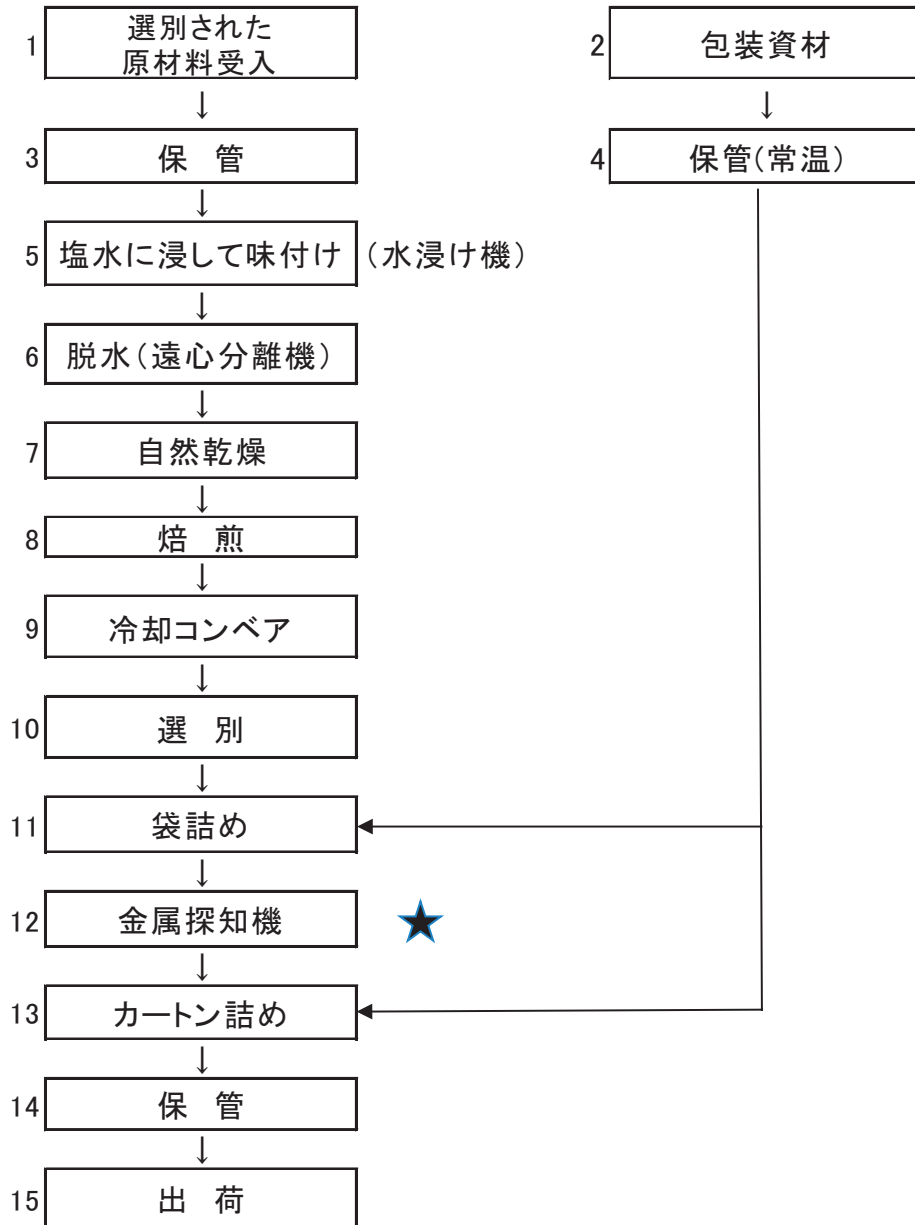 1 選別された
原材料受入
2 包装資材
↓ ↓
3 保 管
4 保管(常温)
↓
5 塩水に浸して味付け (水浸け機)
↓
6 脱水(遠心分離機)
↓
7 自然乾燥
↓
8 焙 煎
↓
9 冷却コンベア
↓
10 選 別
↓
11 袋詰め
↓
12 金属探知機 ★
↓
13 カートン詰め
↓
14 保 管
↓
15 出 荷